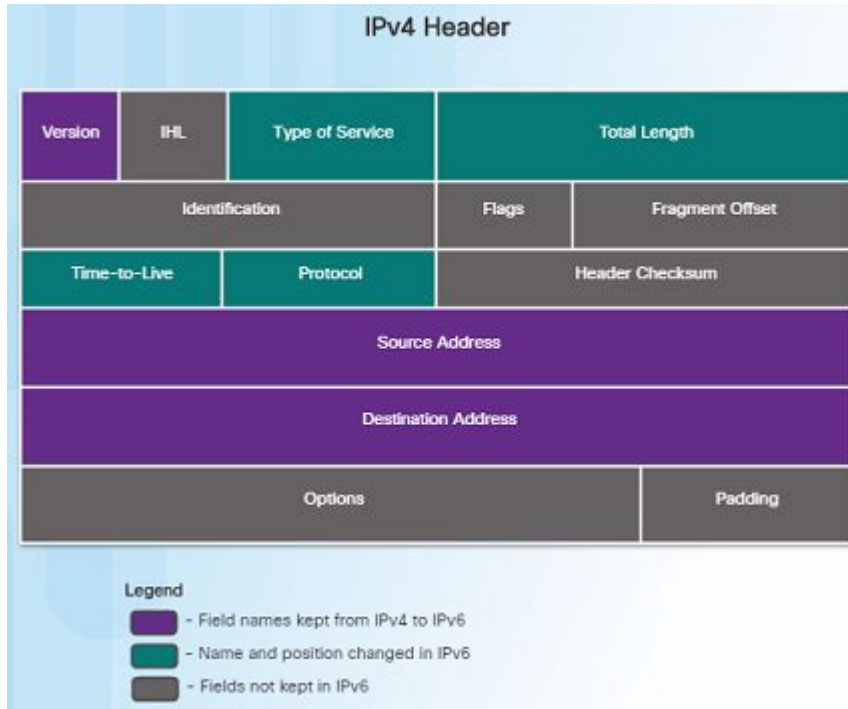 IPv4 Header
Version IHL Type of Service Total Length
Identification Flags Fragment Offset
Time-to-Live Protocol Header Checksum
Source Address
Destination Address
Options Padding
Legend
- Field names kept from IPv4 to IPv6
- Name and position changed in IPv6
- Fields not kept in IPv6